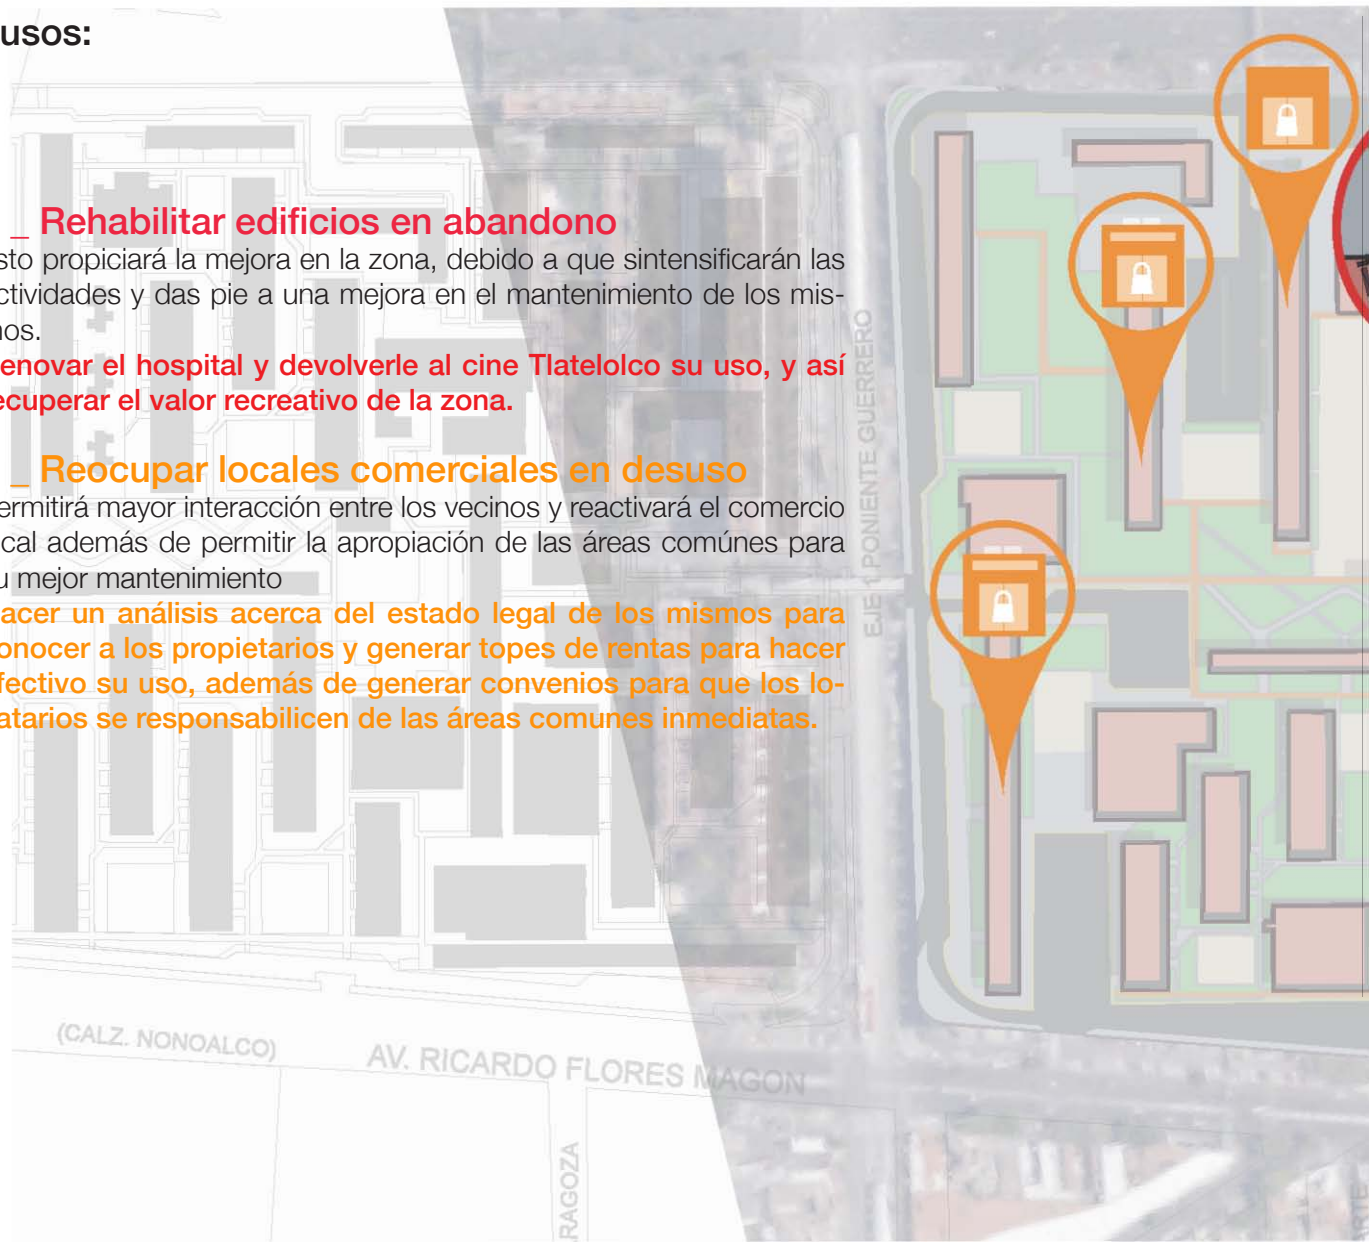 usos:
_ Rehabilitar edificios en abandono
sto propiciará la mejora en la zona, debido a que sintensificarán las
ctividades y das pie a una mejora en el mantenimiento de los mis-
nos.
enovar el hospital y devolverle al cine Tlatelolco su uso, y así
ecuperar el valor recreativo de la zona.
_ Reocupar locales comerciales en desuso
ermitirá mayor interacción entre los vecinos y reactivará el comercio
cal además de permitir la apropiación de las áreas comúnes para
u mejor mantenimiento
acer un análisis acerca del estado legal de los mismos para
onocer a los propietarios y generar topes de rentas para hacer
fectivo su uso, además de generar convenios para que los lo-
atarios se responsabilicen de las áreas comunes inmediatas.
EJE 1 PONIENTE GUERRERO
(CALZ. NONOALCO)
AV. RICARDO FLORES MAGON
RAGOZA